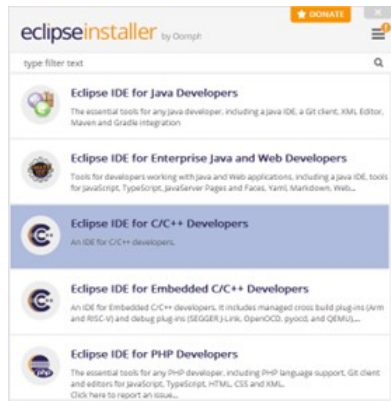 DONATE
eclipseinstaller by Oomph
type filter text
Eclipse IDE for Java Developers
The essential tools for any Java developer, including a Java IDE, a Git client, XML Editor,
Maven and Gradle integration
Eclipse IDE for Enterprise Java and Web Developers
Tools for developers working with Java and Web applications, including a Java IDE, tools
for JavaScript, TypeScript, JavaServer Pages and Faces, Yaml, Markdown, Web...
Eclipse IDE for C/C++ Developers
An IDE for C/C++ developers.
Eclipse IDE for Embedded C/C++ Developers
An IDE for Embedded C/C++ developers. It includes managed cross build plug-ins (Arm
and RISC-V) and debug plug-ins (SEGGER J-Link, OpenOCD, pyocd, and QEMU),...
Eclipse IDE for PHP Developers
The essential tools for any PHP developer, including PHP language support, Git client
and editors for JavaScript, TypeScript, HTML, CSS and XML.
Click here to report an issue...